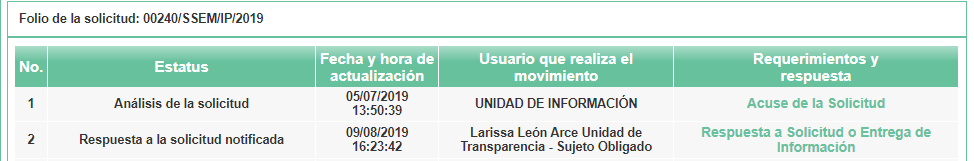 Folio de la solicitud: 00240/SSEM/IP/2019
No. Estatus Fecha y hora de actualización Usuario que realiza el movimiento Requerimientos y respuesta
1 Análisis de la solicitud 05/07/2019 13:50:39 UNIDAD DE INFORMACIÓN Acuse de la Solicitud
2 Respuesta a la solicitud notificada 09/08/2019 16:23:42 Larissa León Arce Unidad de Transparencia - Sujeto Obligado Respuesta a Solicitud o Entrega de Información